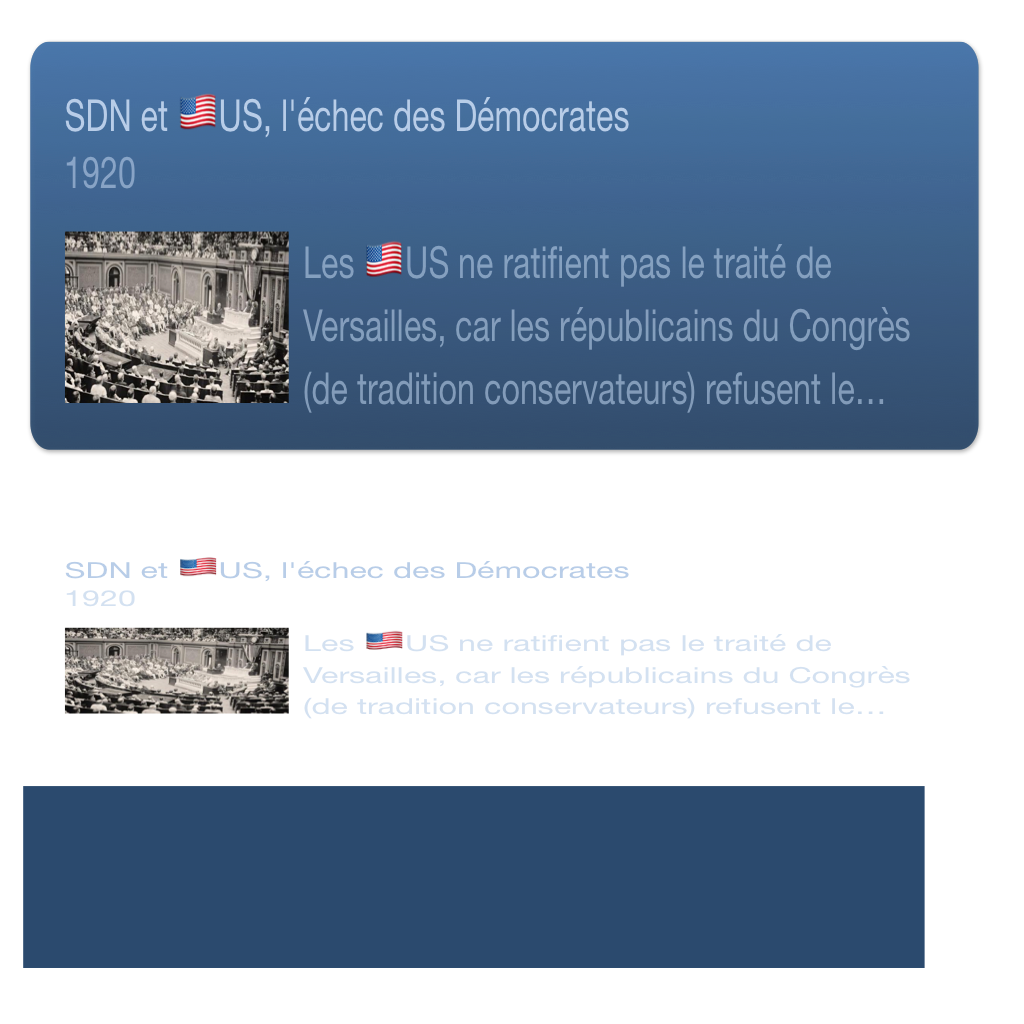 SDN et 🇺🇸US, l'échec des Démocrates
1920
Les 🇺🇸US ne ratifient pas le traité de
Versailles, car les républicains du Congrès
(de tradition conservateurs) refusent le…
SDN et 🇺🇸US, l'échec des Démocrates
1920
Les 🇺🇸US ne ratifient pas le traité de
Versailles, car les républicains du Congrès
(de tradition conservateurs) refusent le…